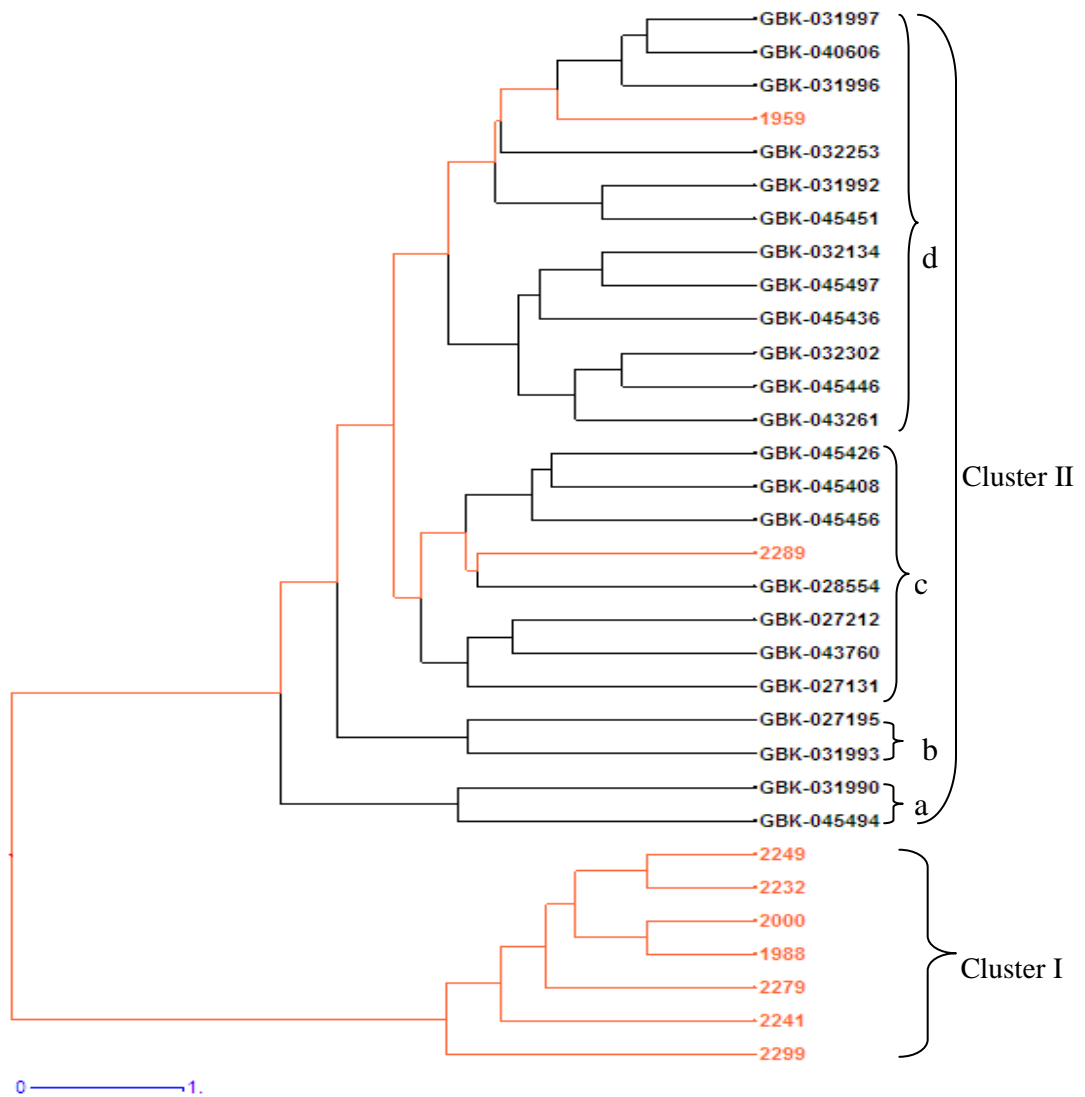 GBK-031997
GBK-040606
GBK-031996
1959
GBK-032253
GBK-031992
GBK-045451
GBK-032134
d
GBK-045497
GBK-045436
GBK-032302
GBK-045446
GBK-043261
GBK-045426
Cluster II
GBK-045408
GBK-045456
2289
GBK-028554
c
GBK-027212
GBK-043760
GBK-027131
GBK-027195
b
GBK-031993
GBK-031990
a
GBK-045494
2249
2232
2000
1988
Cluster I
2279
2241
2299
0 1.